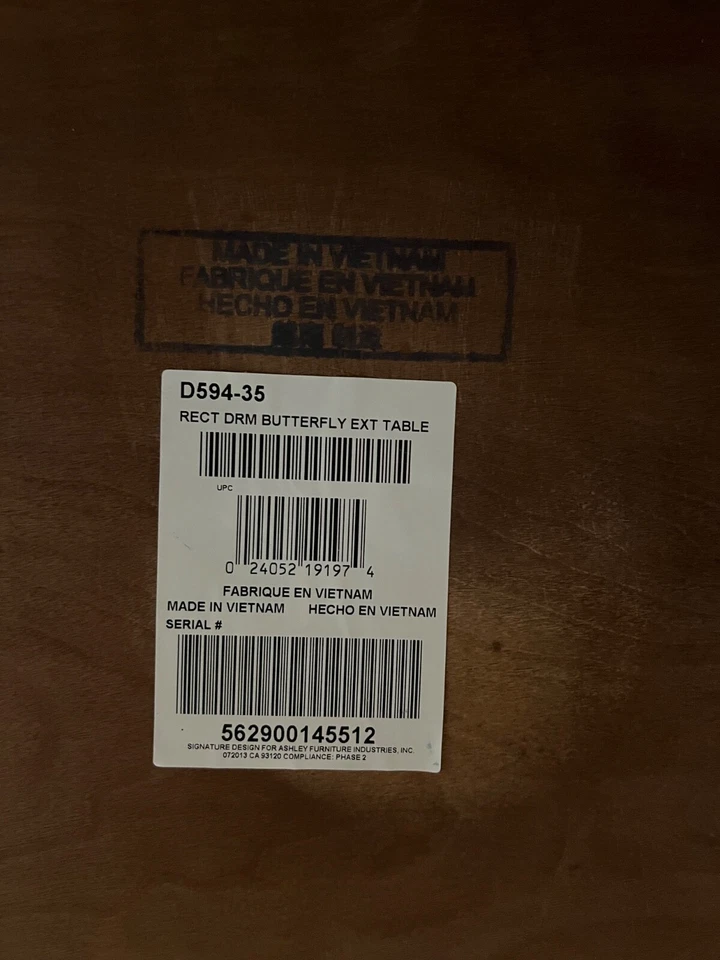 MADE IN VIETNAM
FABRIQUE EN VIETNAM
HECHO EN VIETNAM
D594-35
RECT DRM BUTTERFLY EXT TABLE
UPC
0 24052 19197 4
FABRIQUE EN VIETNAM
MADE IN VIETNAM HECHO EN VIETNAM
SERIAL #
562900145512
SIGNATURE DESIGN FOR ASHLEY FURNITURE INDUSTRIES, INC.
072013 CA 93120 COMPLIANCE: PHASE 2